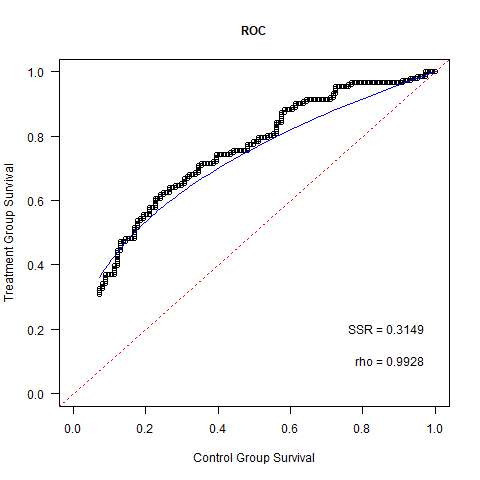 ROC
Treatment Group Survival
1.0
0.8
0.6
0.4
0.2
0.0
SSR = 0.3149
rho = 0.9928
0.0 0.2 0.4 0.6 0.8 1.0
Control Group Survival